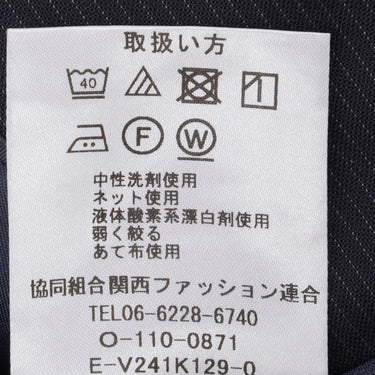 取扱い方
40
F W
中性洗剤使用
ネット使用
液体酸素系漂白剤使用
弱く絞る
あて布使用
協同組合関西ファッション連合
TEL06-6228-6740
O-110-0871
E-V241K129-0